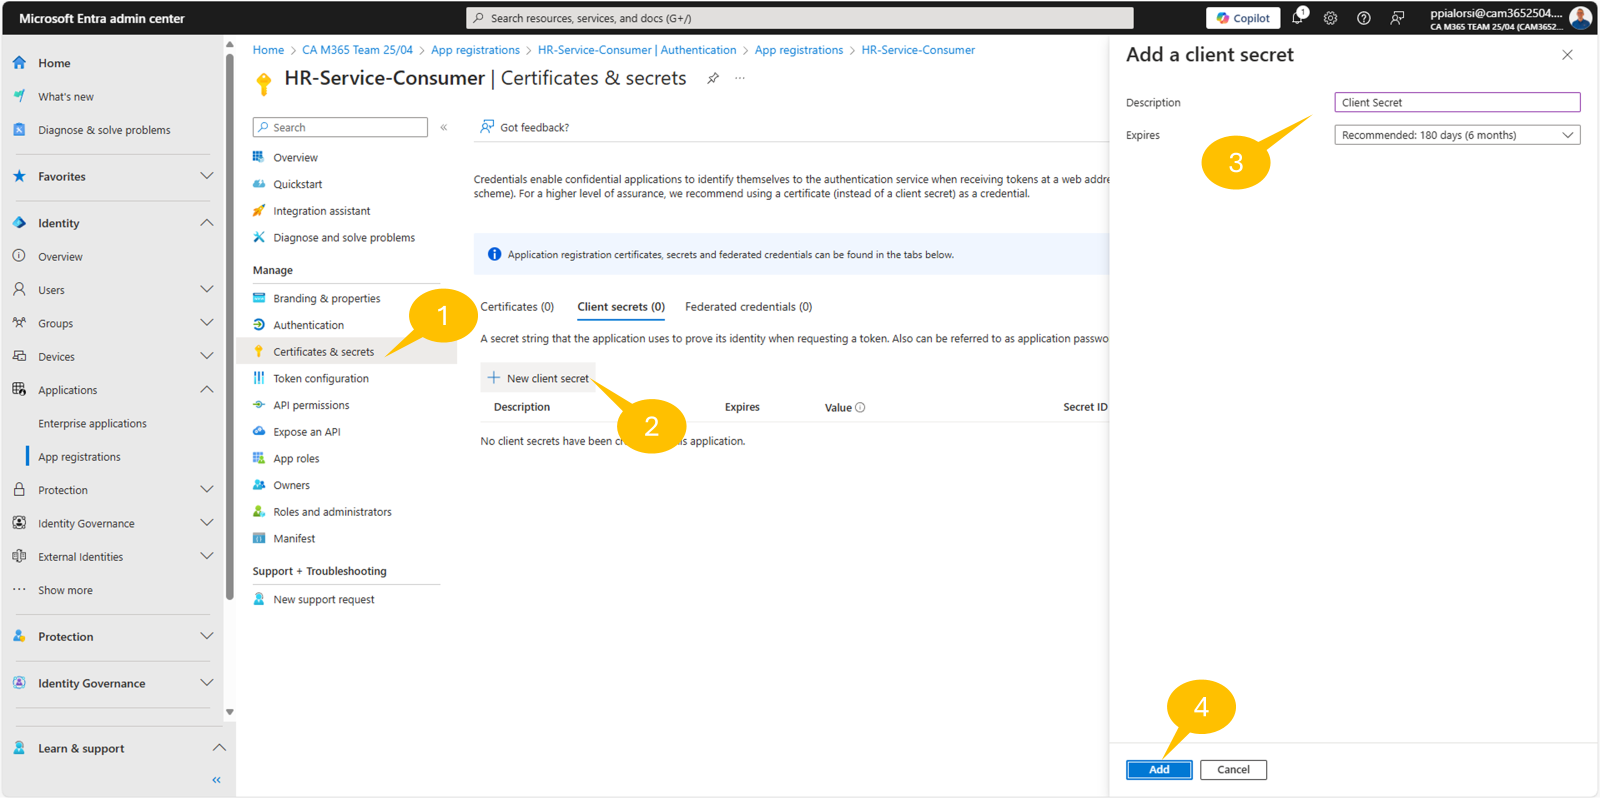 Microsoft Entra admin center
Search resources, services, and docs (G+/)
Copilot
1
ppialorsi@cam3652504....
CA M365 TEAM 25/04 (CAM3652...
Home
What's new
Diagnose & solve problems
Favorites
Identity
Overview
Users
Groups
Devices
Applications
Enterprise applications
App registrations
Protection
Identity Governance
External Identities
Show more
Protection
Identity Governance
Learn & support
Home > CA M365 Team 25/04 > App registrations > HR-Service-Consumer | Authentication > App registrations > HR-Service-Consumer
HR-Service-Consumer | Certificates & secrets
Search
Overview
Quickstart
Integration assistant
Diagnose and solve problems
Manage
Branding & properties
Authentication
Certificates & secrets
Token configuration
API permissions
Expose an API
App roles
Owners
Roles and administrators
Manifest
Support + Troubleshooting
New support request
1
Got feedback?
Credentials enable confidential applications to identify themselves to the authentication service when receiving tokens at a web addre
scheme). For a higher level of assurance, we recommend using a certificate (instead of a client secret) as a credential.
Application registration certificates, secrets and federated credentials can be found in the tabs below.
Certificates (0) Client secrets (0) Federated credentials (0)
A secret string that the application uses to prove its identity when requesting a token. Also can be referred to as application passwo
New client secret
2
Description Expires Value Secret ID
No client secrets have been cr s application.
Add a client secret
Description Client Secret
Expires Recommended: 180 days (6 months)
3
4
Add Cancel